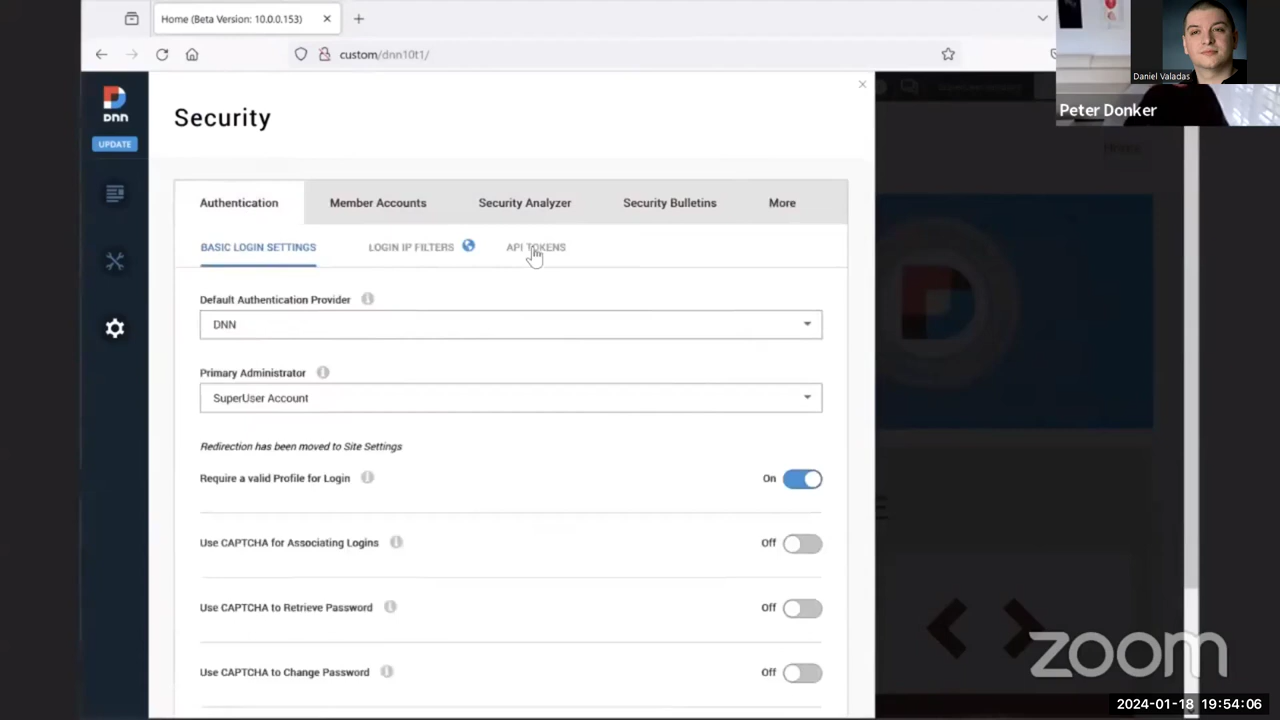 Home (Beta Version: 10.0.0.153)
custom/dnn10t1/
Daniel Valadas
Peter Donker
DNN
UPDATE
Security
Authentication
Member Accounts
Security Analyzer
Security Bulletins
More
BASIC LOGIN SETTINGS
LOGIN IP FILTERS
API TOKENS
Default Authentication Provider
DNN
Primary Administrator
SuperUser Account
Redirection has been moved to Site Settings
Require a valid Profile for Login
On
Use CAPTCHA for Associating Logins
Off
Use CAPTCHA to Retrieve Password
Off
Use CAPTCHA to Change Password
Off
Home
zoom
2024-01-18 19:54:06